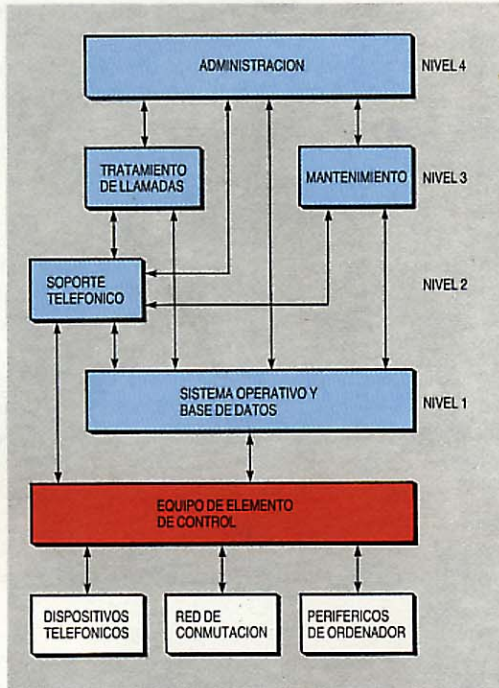 ADMINISTRACION
NIVEL 4
TRATAMIENTO
DE LLAMADAS
MANTENIMIENTO
NIVEL 3
SOPORTE
TELEFONICO
NIVEL 2
SISTEMA OPERATIVO Y
BASE DE DATOS
NIVEL 1
EQUIPO DE ELEMENTO
DE CONTROL
DISPOSITIVOS
TELEFONICOS
RED DE
CONMUTACION
PERIFERICOS
DE ORDENADOR